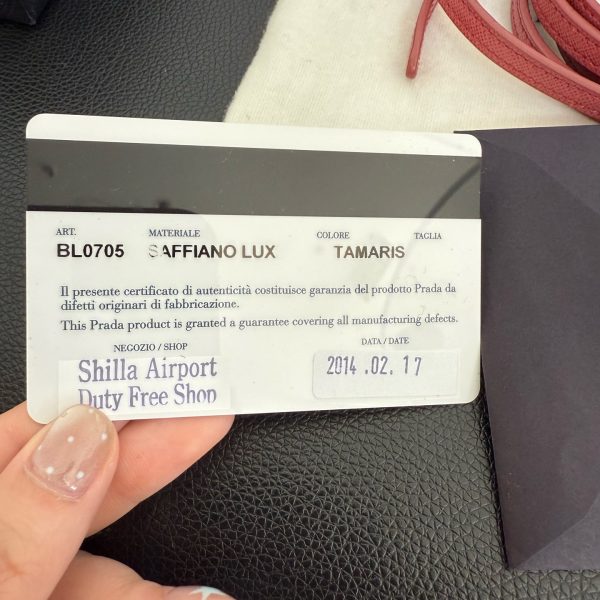 ART. MATERIALE COLORE TAGLIA
BL0705 SAFFIANO LUX TAMARIS
Il presente certificato di autenticità costituisce garanzia del prodotto Prada da
difetti originari di fabbricazione.
This Prada product is granted a guarantee covering all manufacturing defects.
NEGOZIO / SHOP DATA / DATE
Shilla Airport 2014 .02. 17
Duty Free Shop